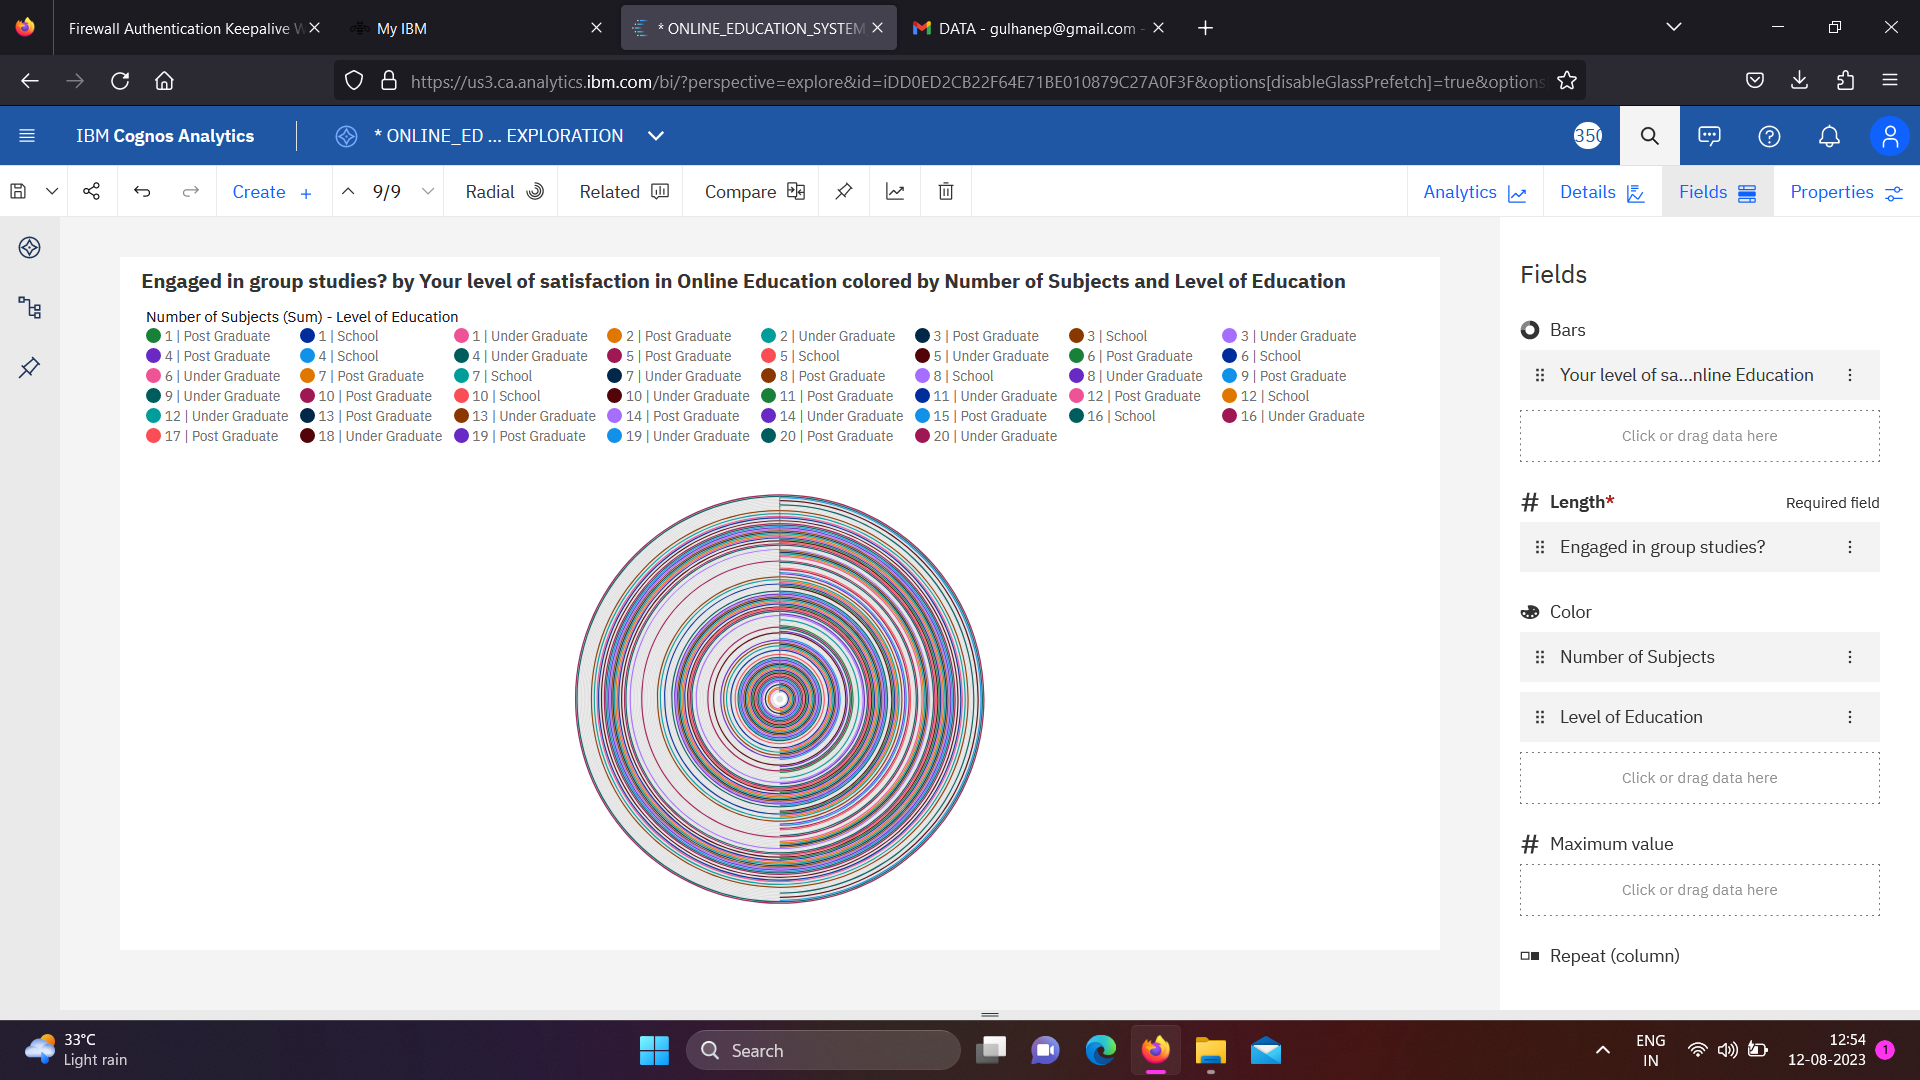 Firewall Authentication Keepalive W
My IBM
* ONLINE_EDUCATION_SYSTEM
DATA - gulhanep@gmail.com -
https://us3.ca.analytics.ibm.com/bi/?perspective=explore&id=iDD0ED2CB22F64E71BE010879C27A0F3F&options[disableGlassPrefetch]=true&options
IBM Cognos Analytics
* ONLINE_ED ... EXPLORATION
350
Create +
9/9
Radial
Related
Compare
Analytics
Details
Fields
Properties
Engaged in group studies? by Your level of satisfaction in Online Education colored by Number of Subjects and Level of Education
Number of Subjects (Sum) - Level of Education
1 | Post Graduate 1 | School 1 | Under Graduate 2 | Post Graduate 2 | Under Graduate 3 | Post Graduate 3 | School 3 | Under Graduate
4 | Post Graduate 4 | School 4 | Under Graduate 5 | Post Graduate 5 | School 5 | Under Graduate 6 | Post Graduate 6 | School
6 | Under Graduate 7 | Post Graduate 7 | School 7 | Under Graduate 8 | Post Graduate 8 | School 8 | Under Graduate 9 | Post Graduate
9 | Under Graduate 10 | Post Graduate 10 | School 10 | Under Graduate 11 | Post Graduate 11 | Under Graduate 12 | Post Graduate 12 | School
12 | Under Graduate 13 | Post Graduate 13 | Under Graduate 14 | Post Graduate 14 | Under Graduate 15 | Post Graduate 16 | School 16 | Under Graduate
17 | Post Graduate 18 | Under Graduate 19 | Post Graduate 19 | Under Graduate 20 | Post Graduate 20 | Under Graduate
Fields
Bars
Your level of sa...nline Education
Click or drag data here
Length*
Required field
Engaged in group studies?
Color
Number of Subjects
Level of Education
Click or drag data here
Maximum value
Click or drag data here
Repeat (column)
33°C
Light rain
Search
ENG
IN
12:54
12-08-2023
1